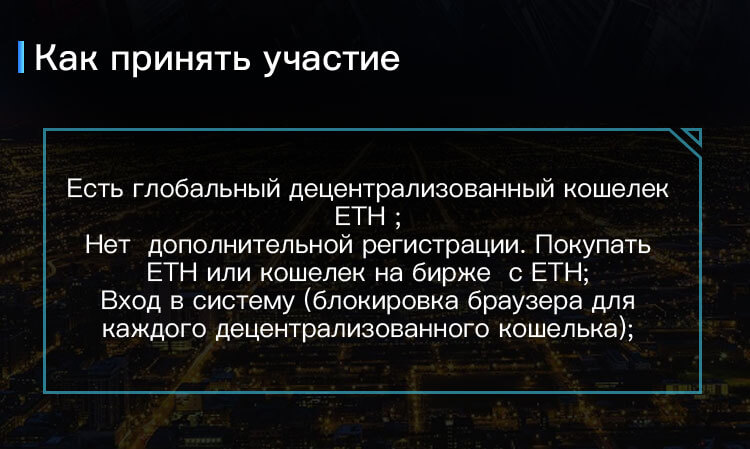 Как принять участие
Есть глобальный децентрализованный кошелек
ETH ;
Нет  дополнительной регистрации. Покупать
ETH или кошелек на бирже  с ETH;
Вход в систему (блокировка браузера для
каждого децентрализованного кошелька);